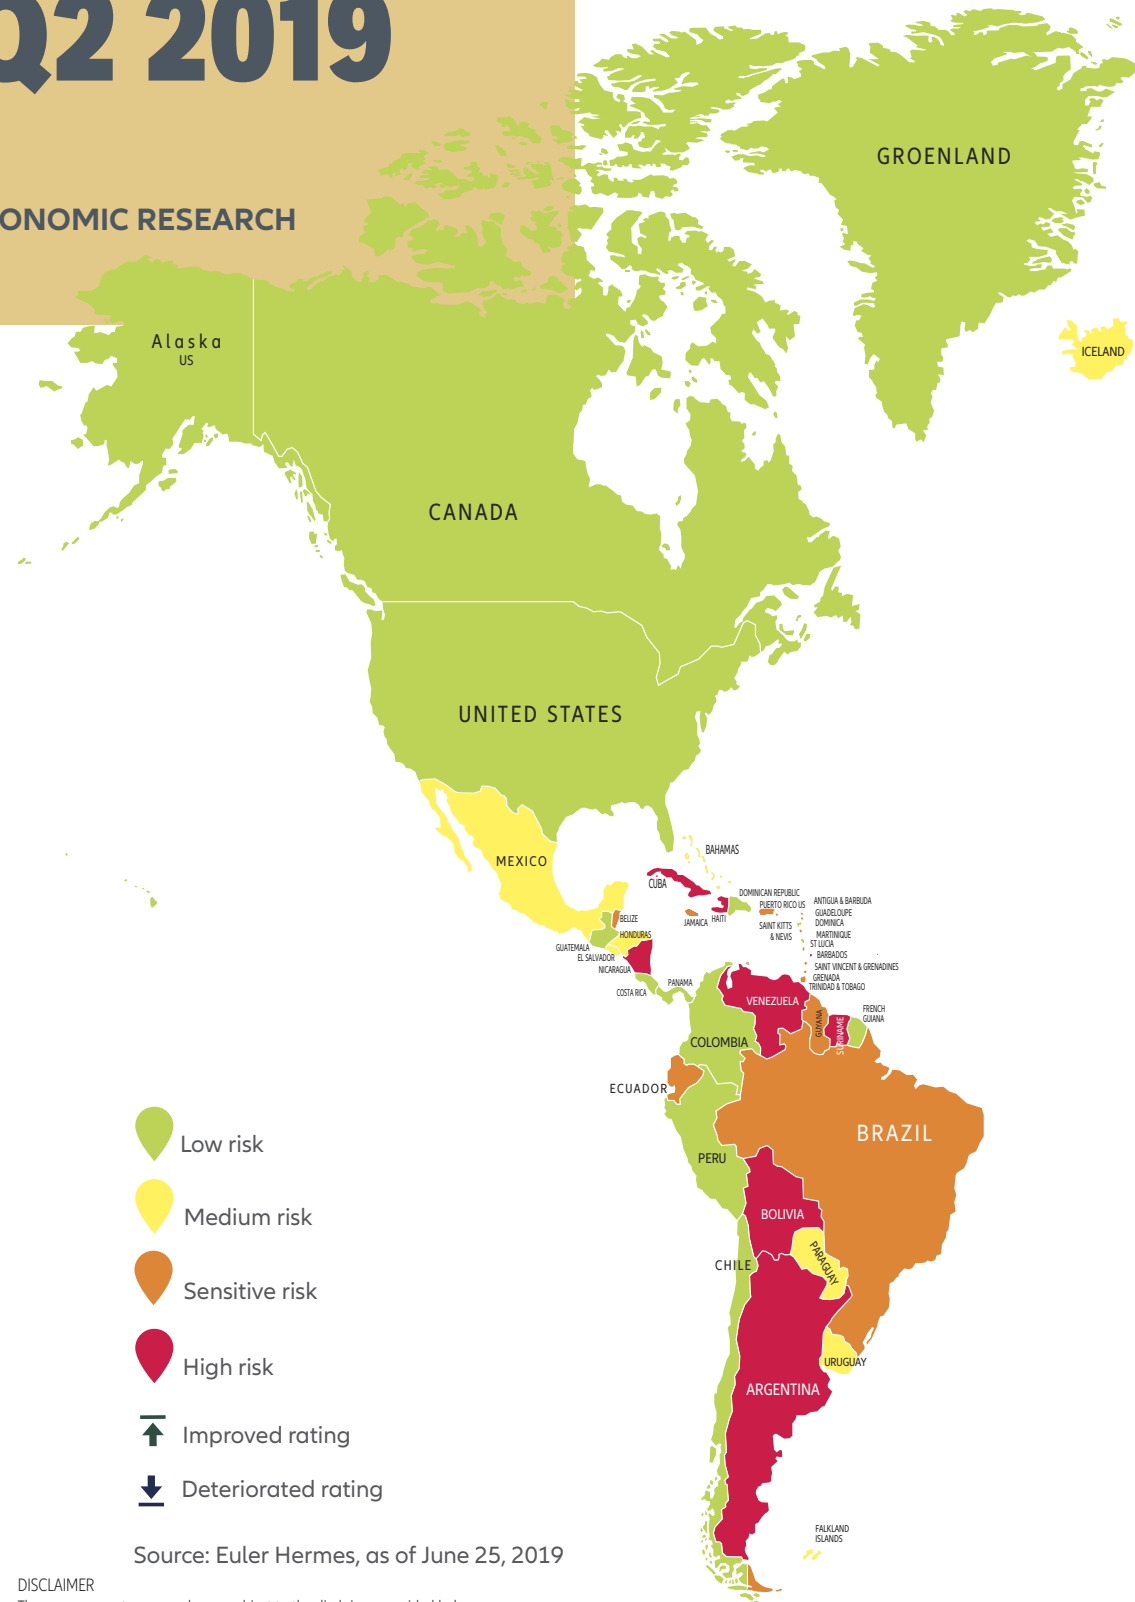 Q2 2019
ONOMIC RESEARCH
GROENLAND
Alaska
US
ICELAND
CANADA
UNITED STATES
MEXICO
BAHAMAS
CUBA
DOMINICAN REPUBLIC
PUERTO RICO US
ANTIGUA & BARBUDA
GUADELOUPE
DOMINICA
MARTINIQUE
ST LUCIA
BARBADOS
SAINT VINCENT & GRENADINES
GRENADA
TRINIDAD & TOBAGO
SAINT KITTS
& NEVIS
JAMAICA
HAITI
BELIZE
HONDURAS
GUATEMALA
EL SALVADOR
NICARAGUA
COSTA RICA
PANAMA
VENEZUELA
GUYANA
SURINAME
FRENCH
GUIANA
COLOMBIA
ECUADOR
BRAZIL
PERU
BOLIVIA
PARAGUAY
CHILE
URUGUAY
ARGENTINA
FALKLAND
ISLANDS
Low risk
Medium risk
Sensitive risk
High risk
Improved rating
Deteriorated rating
Source: Euler Hermes, as of June 25, 2019
DISCLAIMER